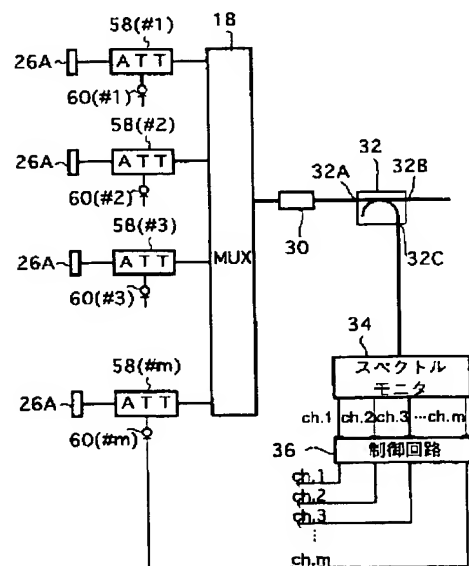 58(#1)
18
26A
ATT
60(#1)
58(#2)
26A
ATT
60(#2)
58(#3)
26A
ATT
60(#3)
MUX
30
32
32A
32B
32C
34
スペクトル
モニタ
58(#m)
26A
ATT
60(#m)
ch.1 ch.2 ch.3 …ch.m
36
制御回路
ch.1
ch.2
ch.3
⋮
ch.m